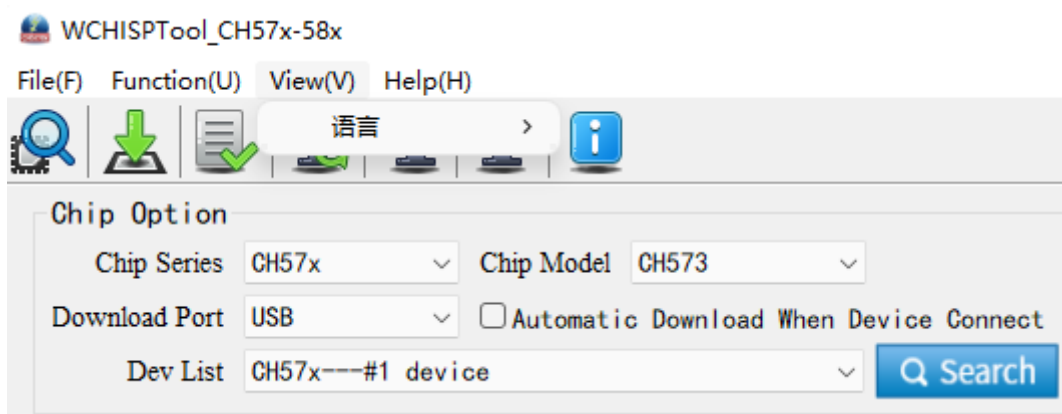 WCHISPTool_CH57x-58x
File(F) Function(U) View(V) Help(H)
语言
Chip Option
Chip Series CH57x Chip Model CH573
Download Port USB Automatic Download When Device Connect
Dev List CH57x---#1 device Search